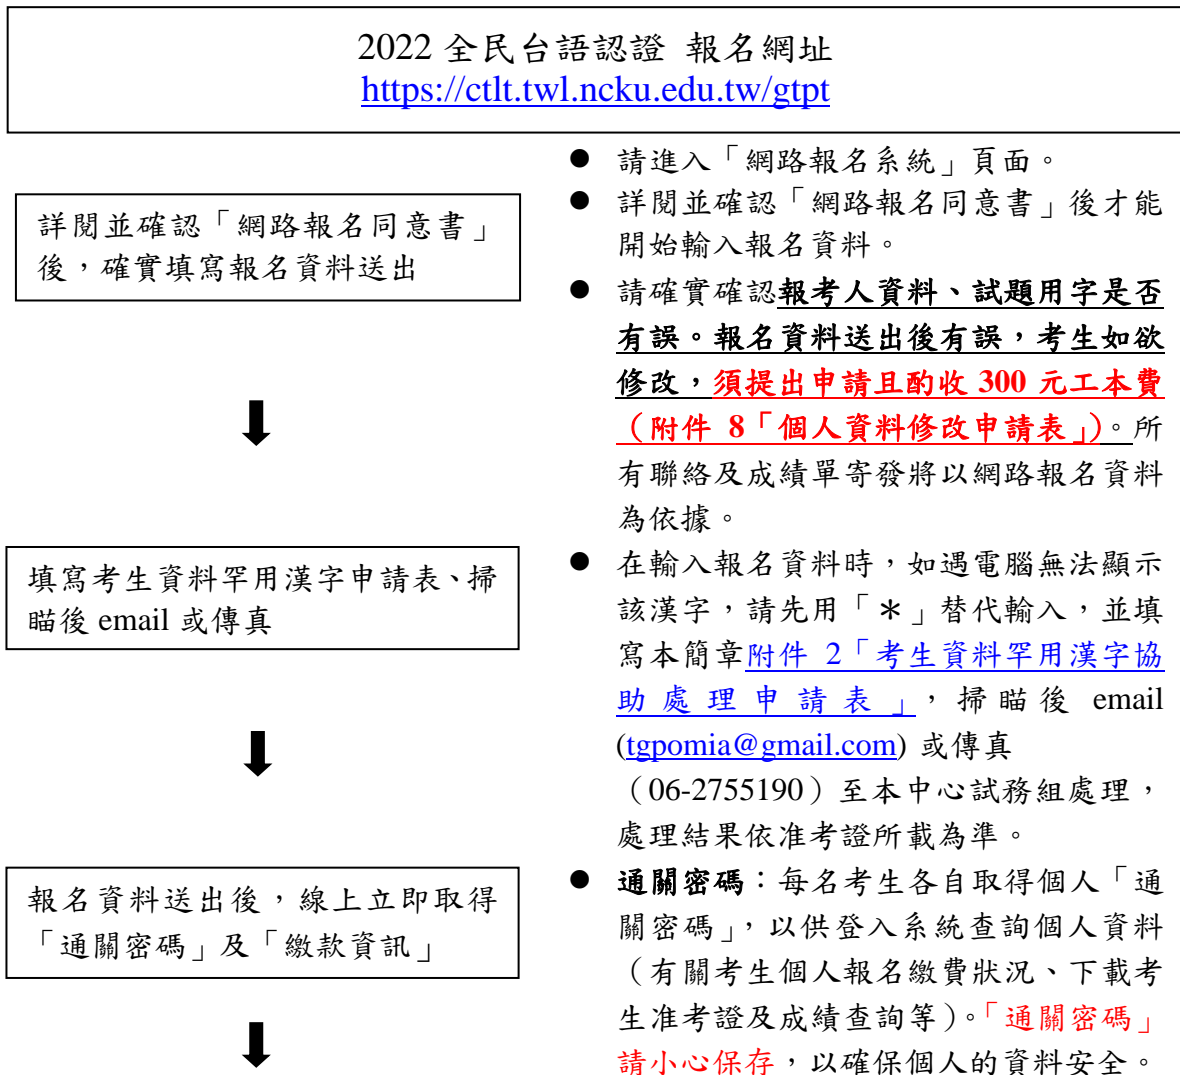 2022 全民台語認證 報名網址
https://ctlt.twl.ncku.edu.tw/gtpt
詳閱並確認「網路報名同意書」
後，確實填寫報名資料送出
● 請進入「網路報名系統」頁面。
● 詳閱並確認「網路報名同意書」後才能
開始輸入報名資料。
● 請確實確認報考人資料、試題用字是否
有誤。報名資料送出後有誤，考生如欲
修改，須提出申請且酌收 300 元工本費
（附件 8「個人資料修改申請表」）。所
有聯絡及成績單寄發將以網路報名資料
為依據。
填寫考生資料罕用漢字申請表、掃
瞄後 email 或傳真
● 在輸入報名資料時，如遇電腦無法顯示
該漢字，請先用「＊」替代輸入，並填
寫本簡章附件 2「考生資料罕用漢字協
助處理申請表」，掃瞄後 email
(tgpomia@gmail.com) 或傳真
（06-2755190）至本中心試務組處理，
處理結果依准考證所載為準。
報名資料送出後，線上立即取得
「通關密碼」及「繳款資訊」
● 通關密碼：每名考生各自取得個人「通
關密碼」，以供登入系統查詢個人資料
（有關考生個人報名繳費狀況、下載考
生准考證及成績查詢等）。「通關密碼」
請小心保存，以確保個人的資料安全。